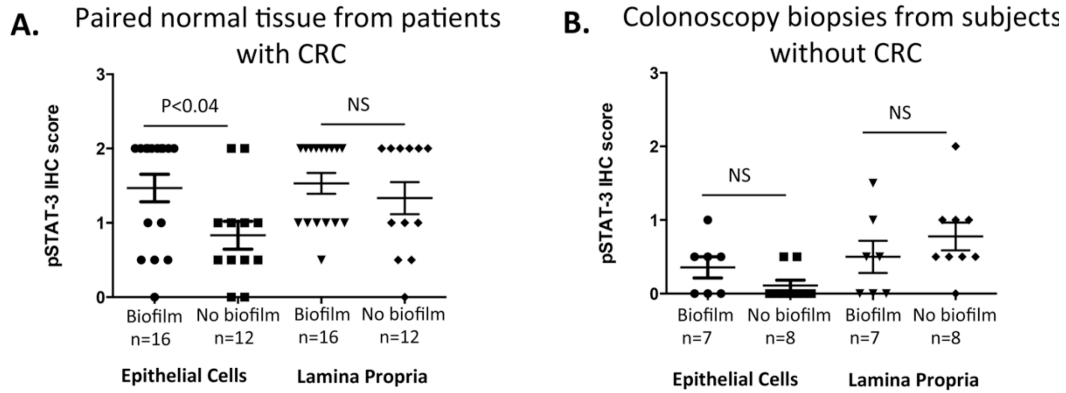 A.
Paired normal tissue from patients
with CRC
pSTAT-3 IHC score
3
2
1
0
P<0.04
NS
Biofilm
n=16
No biofilm
n=12
Biofilm
n=16
No biofilm
n=12
Epithelial Cells
Lamina Propria
B.
Colonoscopy biopsies from subjects
without CRC
pSTAT-3 IHC score
3
2
1
0
NS
NS
Biofilm
n=7
No biofilm
n=8
Biofilm
n=7
No biofilm
n=8
Epithelial Cells
Lamina Propria